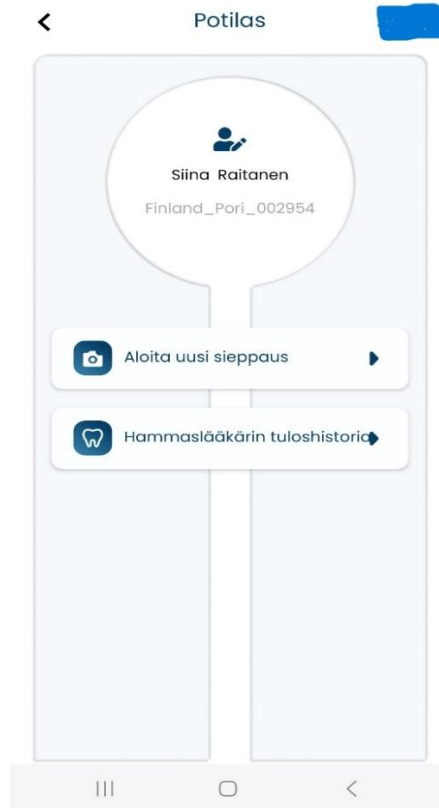 Potilas
Siina Raitanen
Finland_Pori_002954
Aloita uusi sieppaus
Hammaslääkärin tuloshistoria